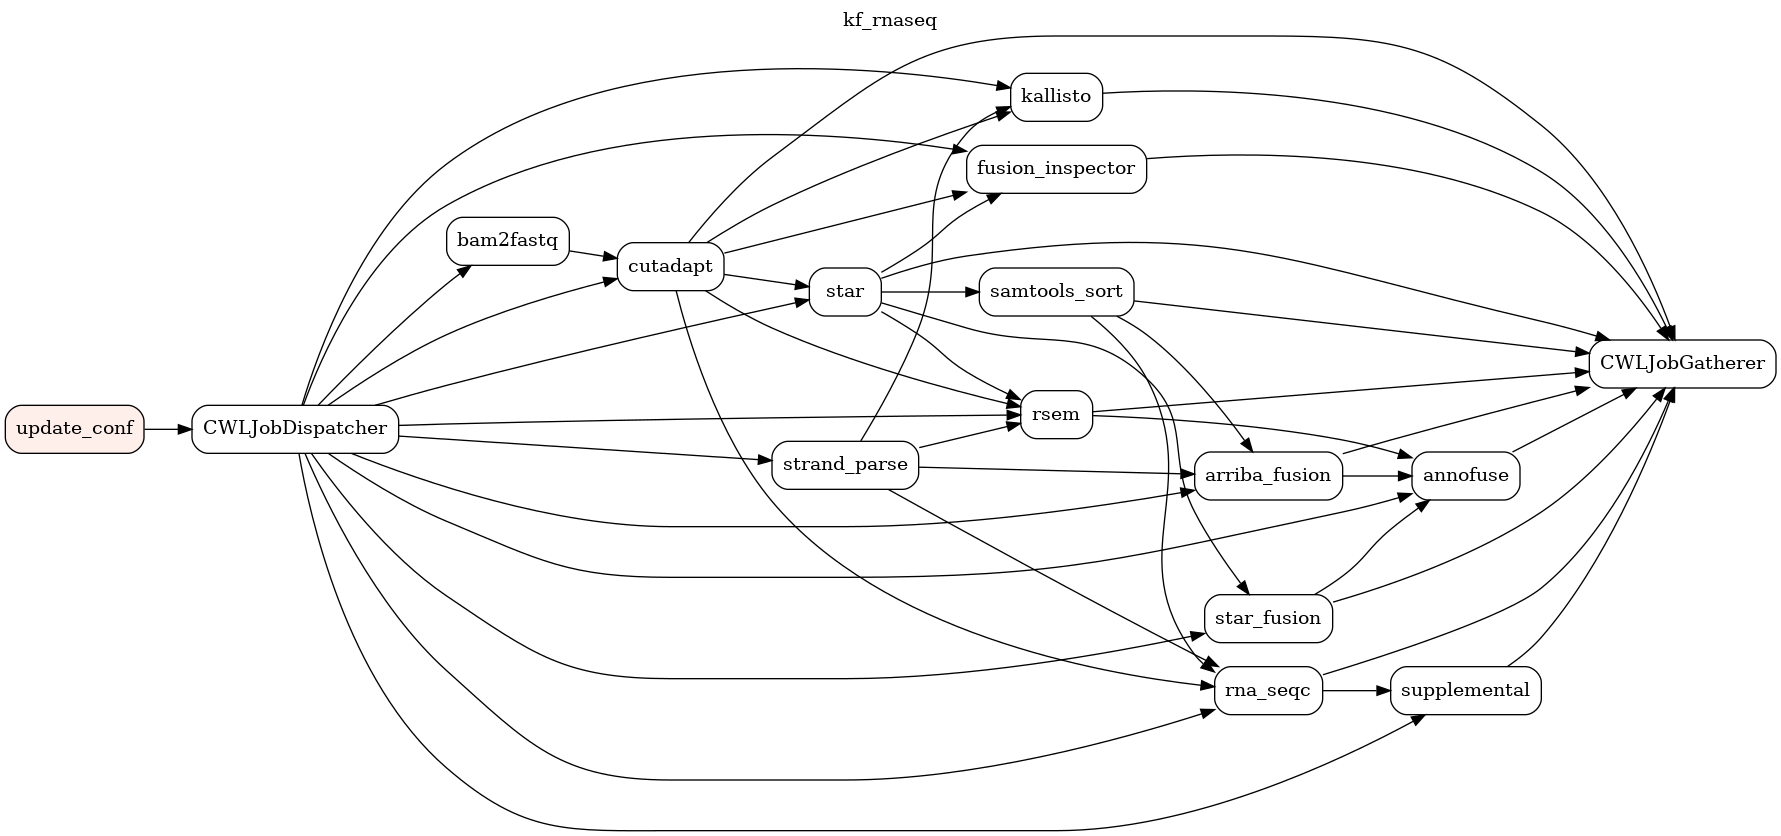 kf_rnaseq
kallisto
fusion_inspector
bam2fastq
cutadapt
star
samtools_sort
CWLJobGatherer
update_conf
CWLJobDispatcher
rsem
strand_parse
arriba_fusion
annofuse
star_fusion
rna_seqc
supplemental